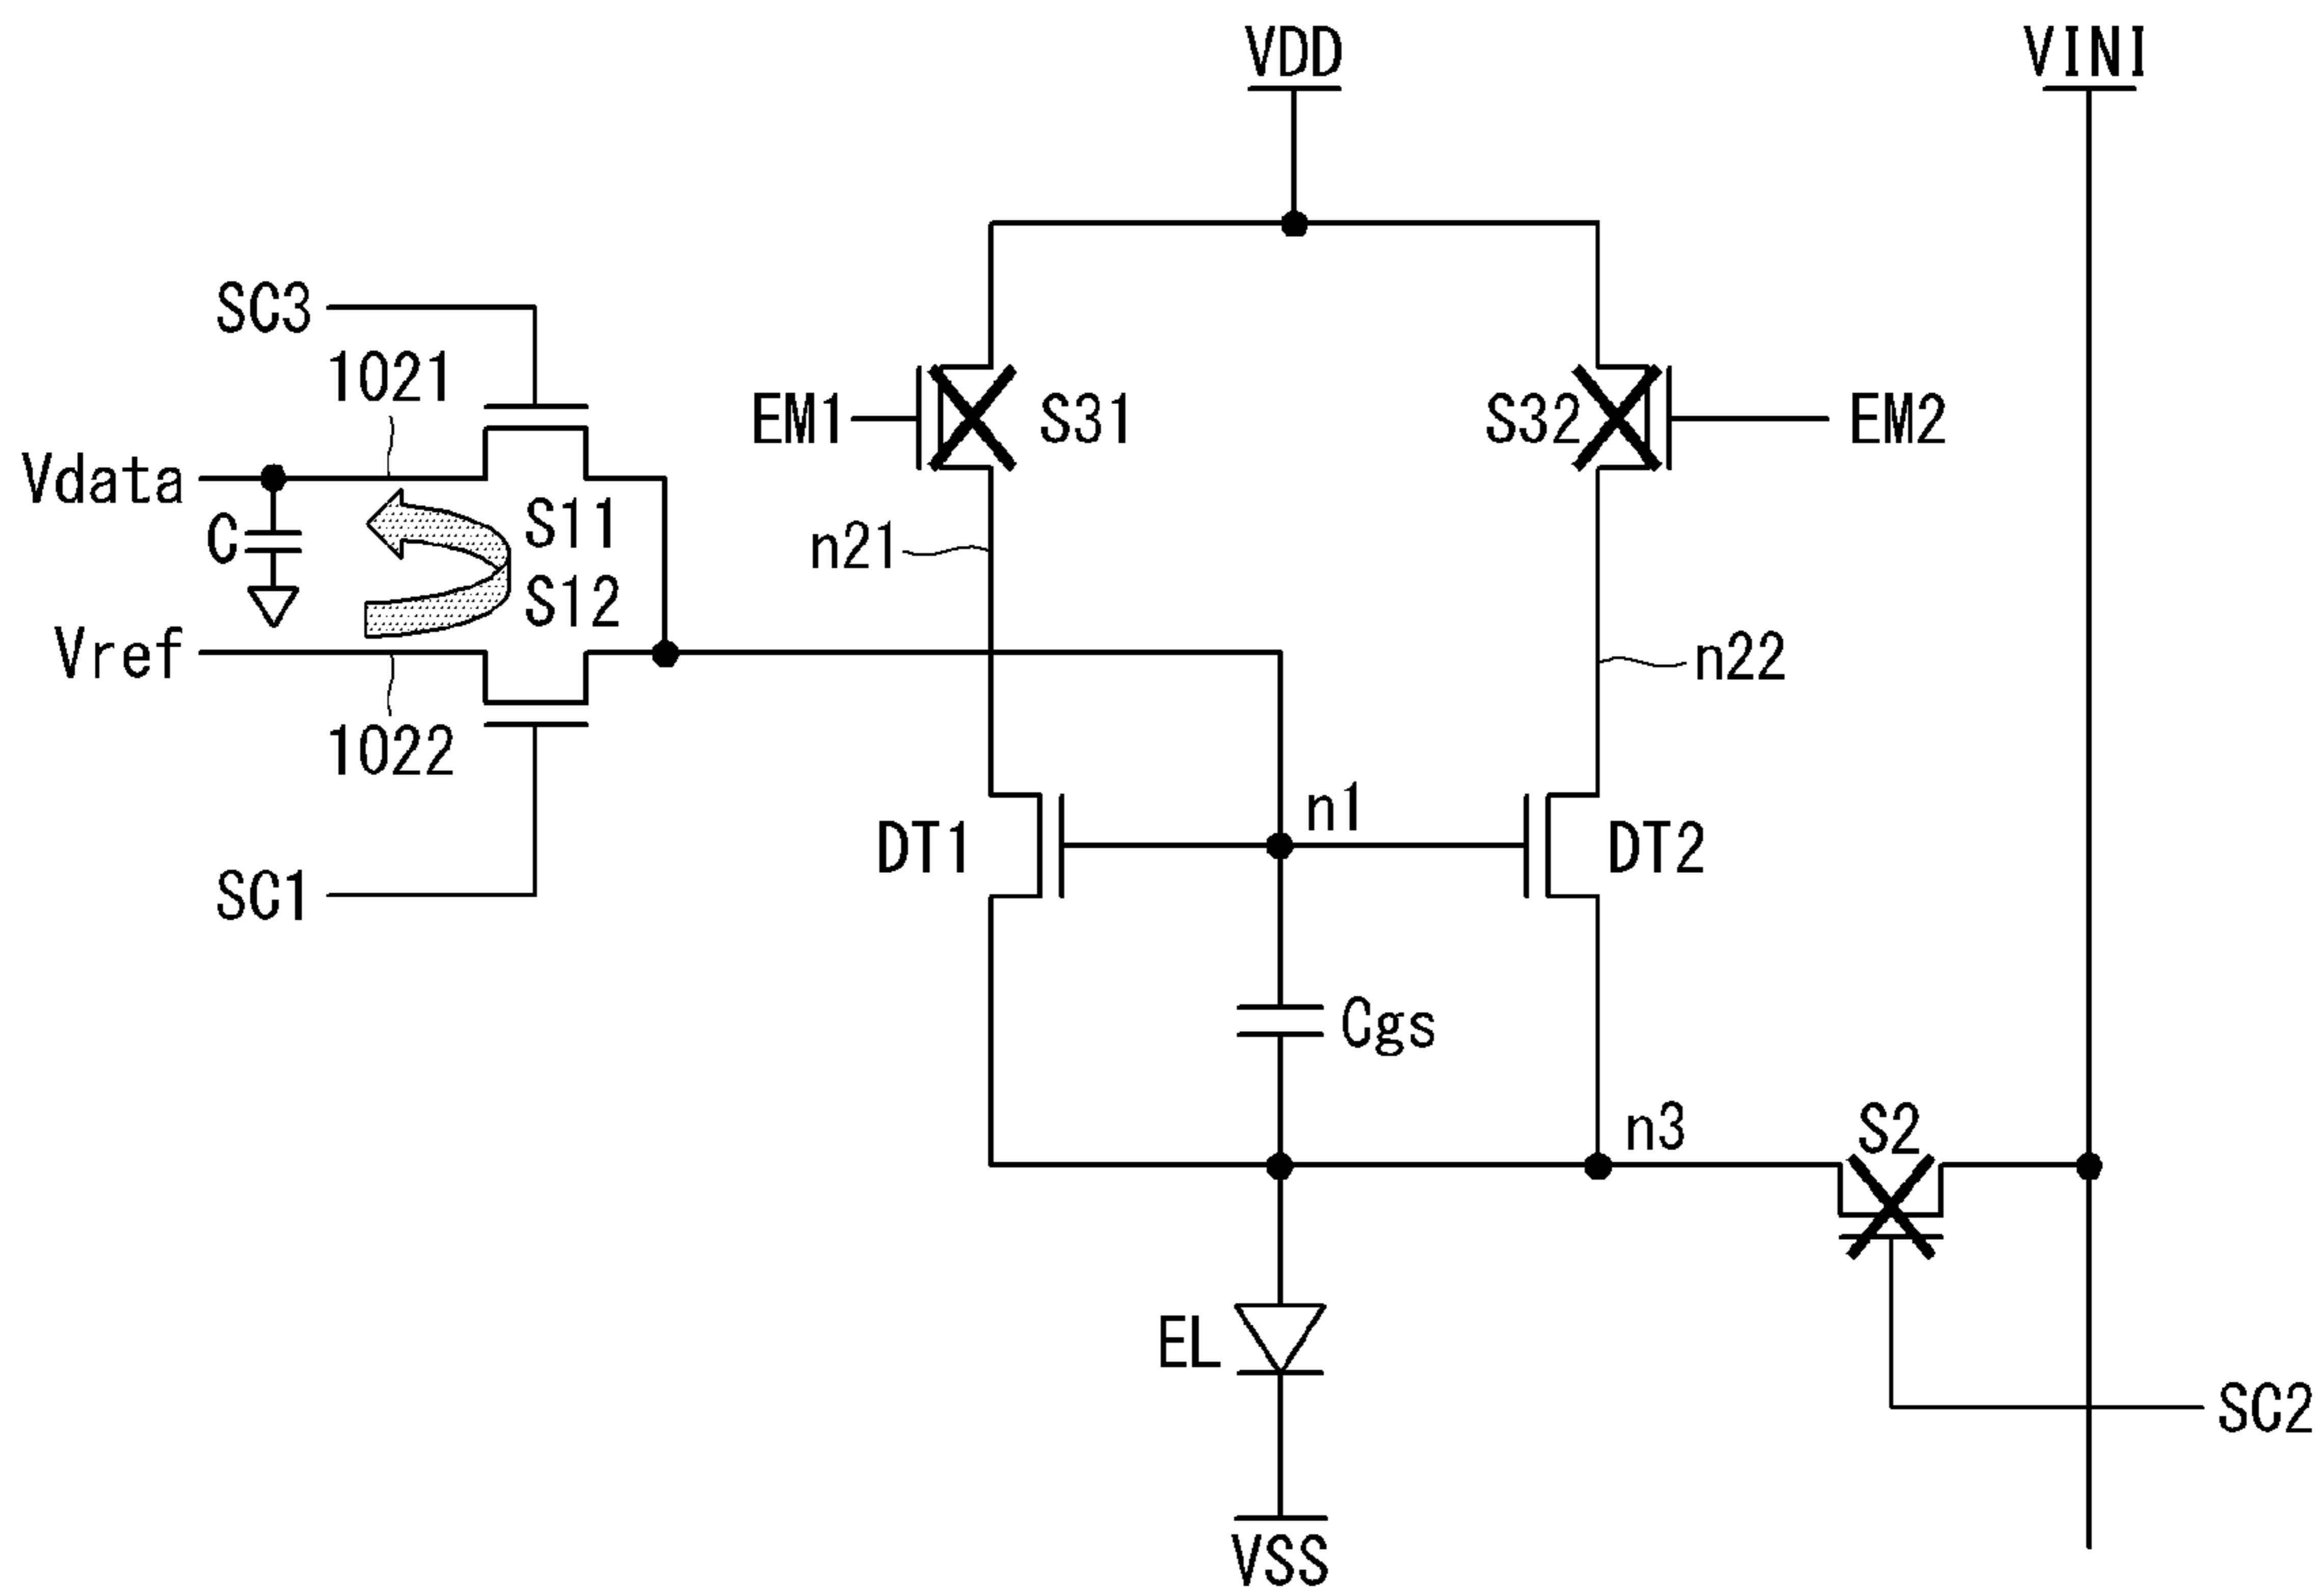 VDD
VINI
SC3
1021
EM1
S31
S32
EM2
Vdata
S11
C
n21
S12
Vref
n22
1022
n1
DT1
DT2
SC1
Cgs
n3
S2
EL
SC2
VSS